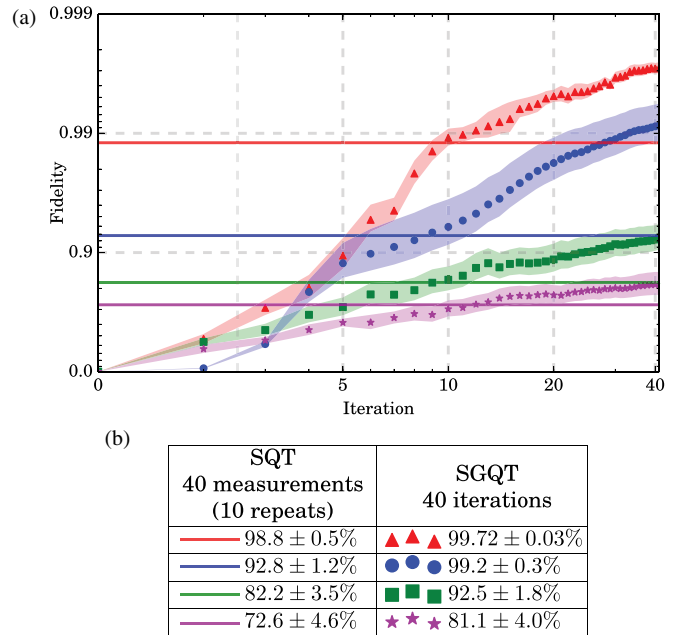 (a)
0.999
0.99
0.9
0.0
Fidelity
0 5 10 20 40
Iteration
(b)
SQT
40 measurements
(10 repeats)
SGQT
40 iterations
98.8 ± 0.5% 99.72 ± 0.03%
92.8 ± 1.2% 99.2 ± 0.3%
82.2 ± 3.5% 92.5 ± 1.8%
72.6 ± 4.6% 81.1 ± 4.0%